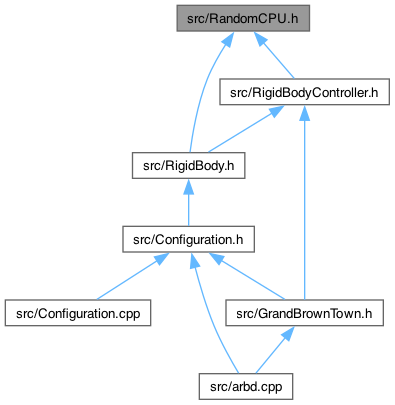 src/RandomCPU.h
src/RigidBodyController.h
src/RigidBody.h
src/Configuration.h
src/Configuration.cpp
src/GrandBrownTown.h
src/arbd.cpp